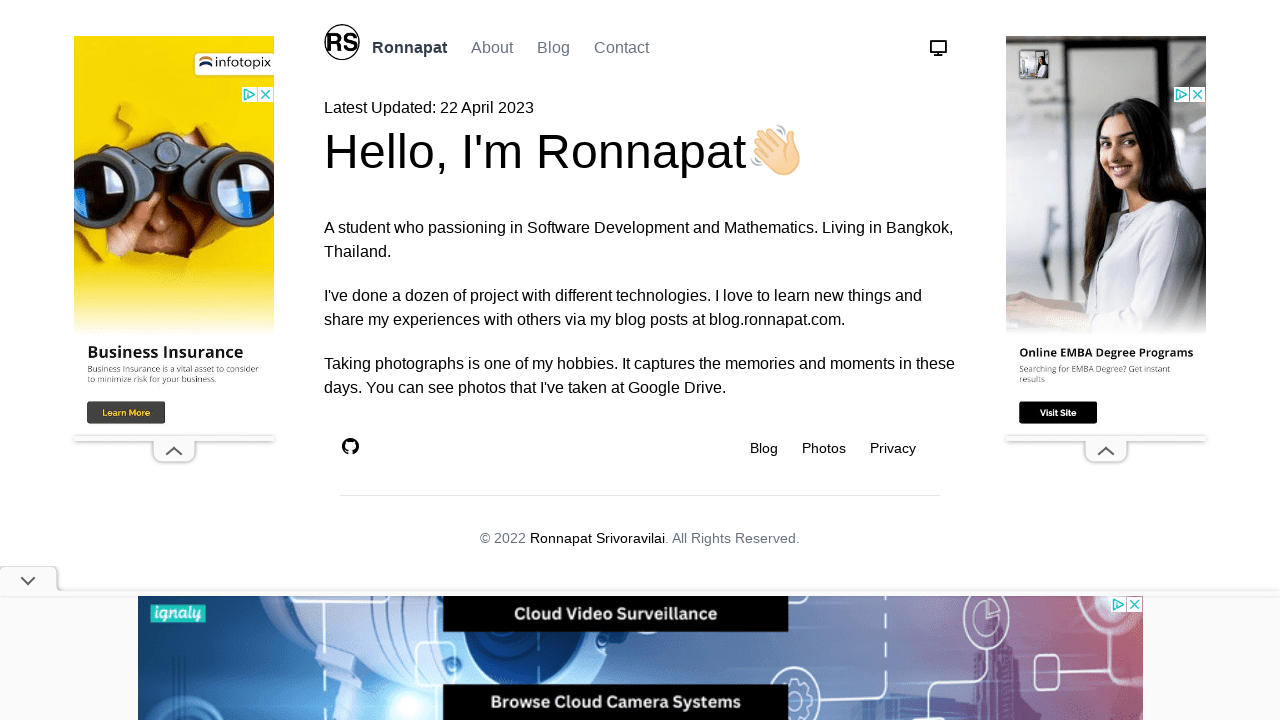 RS
Ronnapat About Blog Contact
Latest Updated: 22 April 2023
Hello, I'm Ronnapat
A student who passioning in Software Development and Mathematics. Living in Bangkok,
Thailand.
I've done a dozen of project with different technologies. I love to learn new things and
share my experiences with others via my blog posts at blog.ronnapat.com.
Taking photographs is one of my hobbies. It captures the memories and moments in these
days. You can see photos that I've taken at Google Drive.
Blog Photos Privacy
© 2022 Ronnapat Srivoravilai. All Rights Reserved.
infotopix
Business Insurance
Business Insurance is a vital asset to consider
to minimize risk for your business.
Learn More
Online EMBA Degree Programs
Searching for EMBA Degree? Get instant
results
Visit Site
ignaly
Cloud Video Surveillance
Browse Cloud Camera Systems